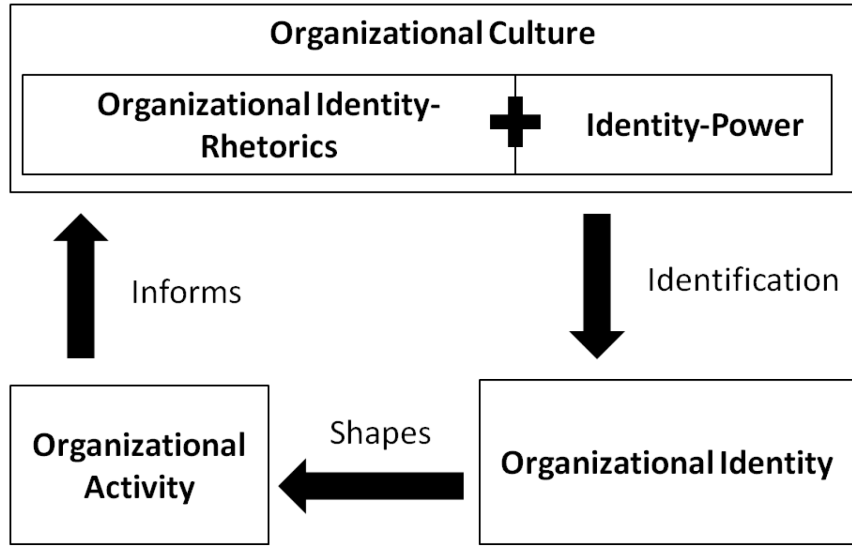 Organizational Culture
Organizational Identity-
Rhetorics
Identity-Power
Informs
Identification
Organizational
Activity
Shapes
Organizational Identity